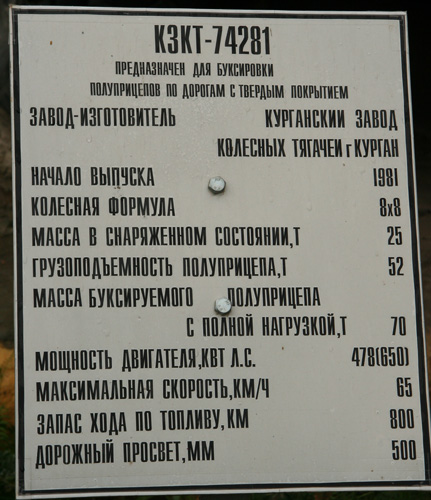 КЗКТ-74281
ПРЕДНАЗНАЧЕН ДЛЯ БУКСИРОВКИ
ПОЛУПРИЦЕПОВ ПО ДОРОГАМ С ТВЕРДЫМ ПОКРЫТИЕМ
ЗАВОД-ИЗГОТОВИТЕЛЬ КУРГАНСКИЙ ЗАВОД
КОЛЕСНЫХ ТЯГАЧЕЙ г КУРГАН
НАЧАЛО ВЫПУСКА 1981
КОЛЕСНАЯ ФОРМУЛА 8х8
МАССА В СНАРЯЖЕННОМ СОСТОЯНИИ,Т 25
ГРУЗОПОДЪЕМНОСТЬ ПОЛУПРИЦЕПА,Т 52
МАССА БУКСИРУЕМОГО ПОЛУПРИЦЕПА
С ПОЛНОЙ НАГРУЗКОЙ,Т 70
МОЩНОСТЬ ДВИГАТЕЛЯ,КВТ Л.С. 478(650)
МАКСИМАЛЬНАЯ СКОРОСТЬ,КМ/Ч 65
ЗАПАС ХОДА ПО ТОПЛИВУ,КМ 800
ДОРОЖНЫЙ ПРОСВЕТ,ММ 500